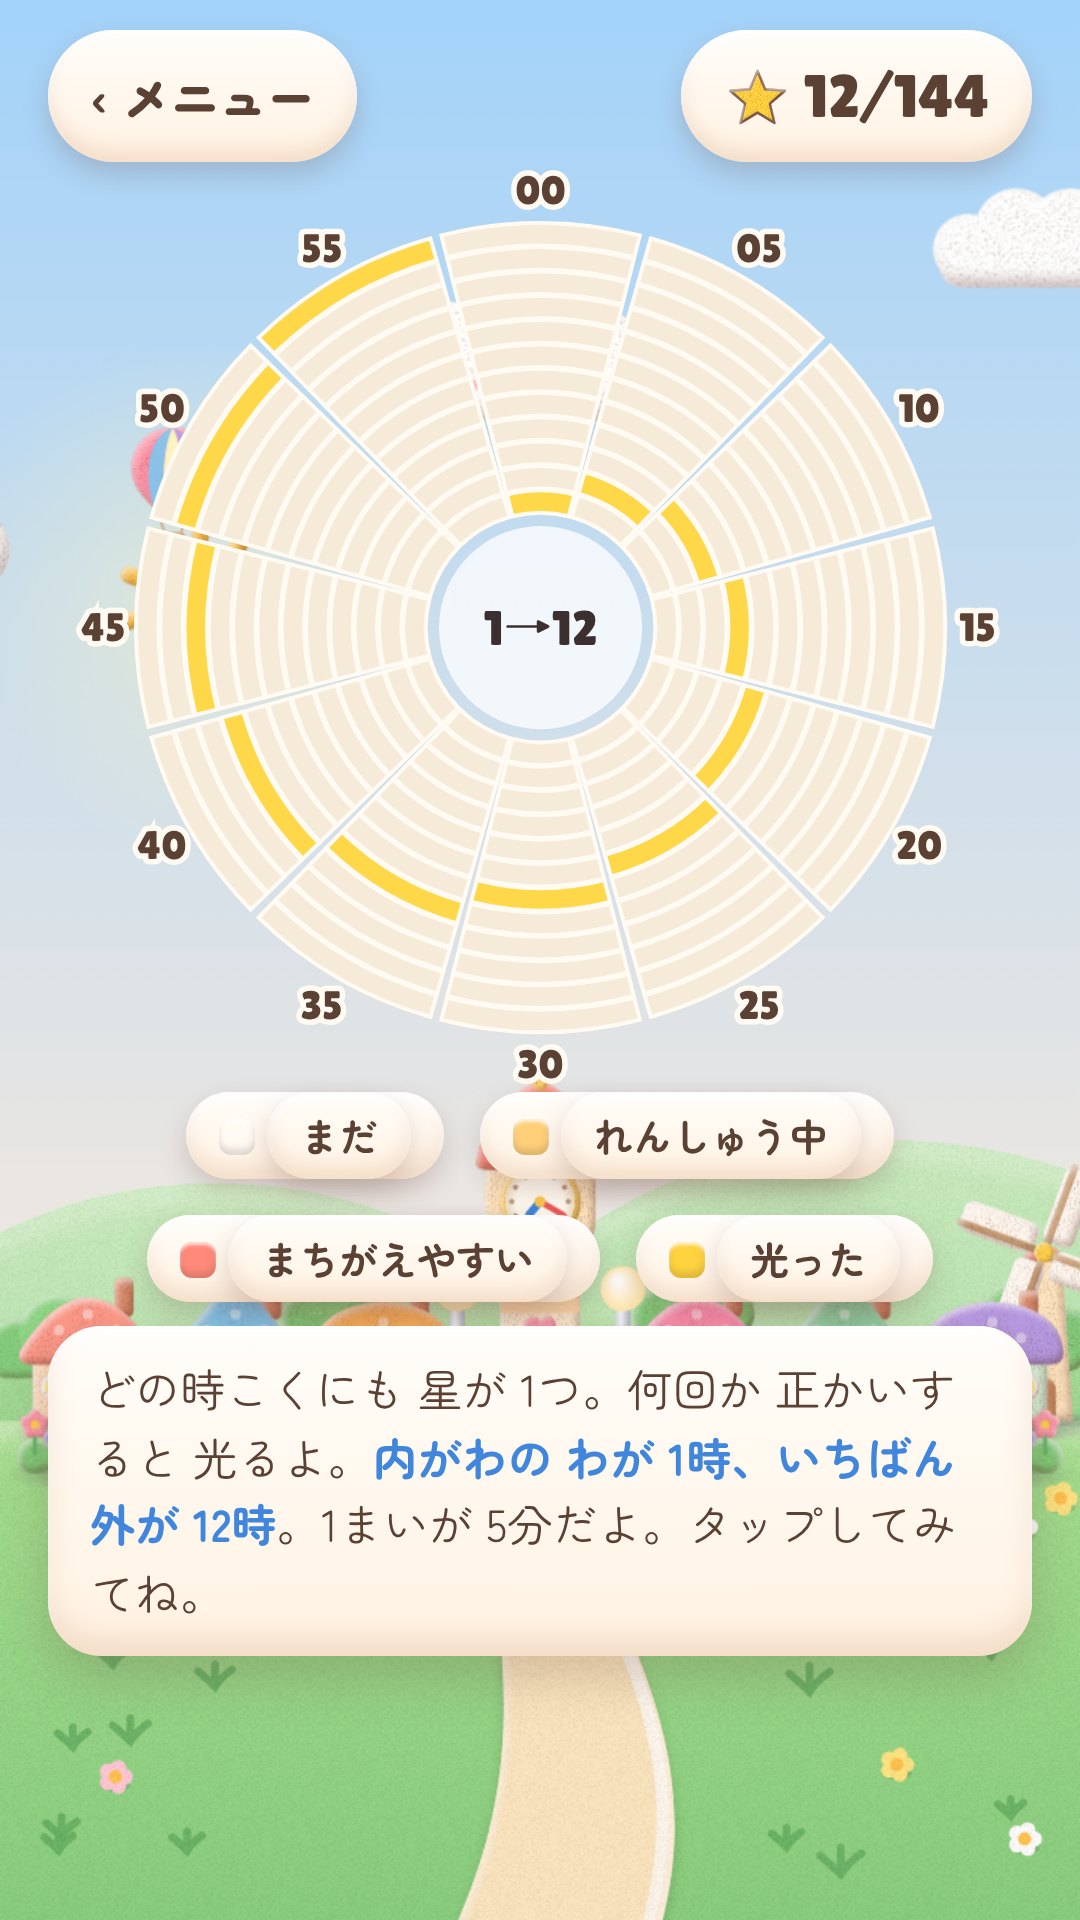 ‹ メニュー
12/144
00
55
05
50
10
45
1→12
15
40
20
35
25
30
まだ
れんしゅう中
まちがえやすい
光った
どの時こくにも 星が 1つ。何回か 正かいす
ると 光るよ。内がわの わが 1時、いちばん
外が 12時。1まいが 5分だよ。タップしてみ
てね。